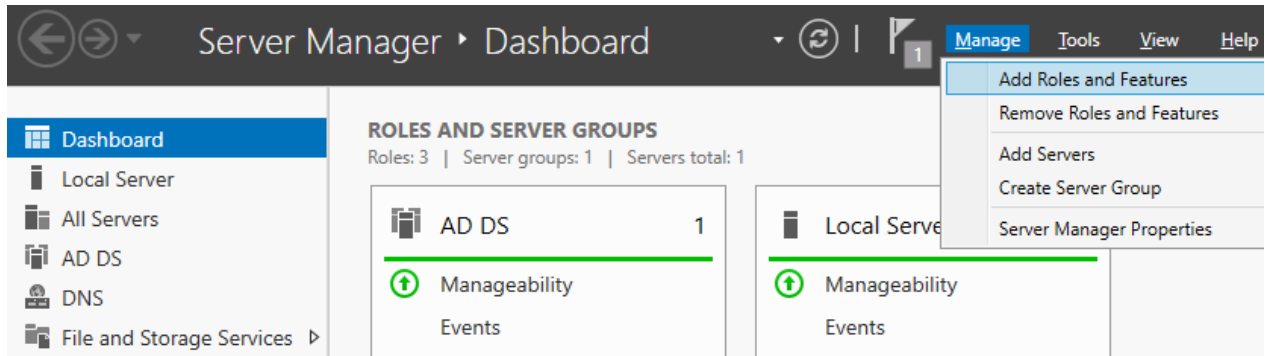 Server Manager ‣ Dashboard
1
Manage Tools View Help
Add Roles and Features
Remove Roles and Features
Add Servers
Create Server Group
Server Manager Properties
Dashboard
Local Server
All Servers
AD DS
DNS
File and Storage Services
ROLES AND SERVER GROUPS
Roles: 3 | Server groups: 1 | Servers total: 1
AD DS 1
Manageability
Events
Local Serve
Manageability
Events